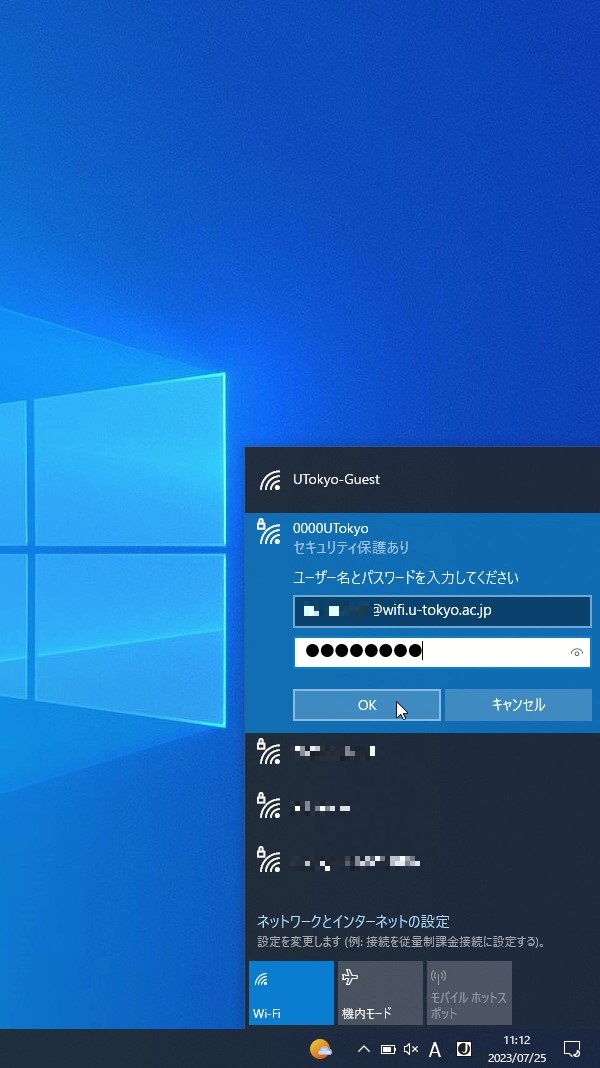 UTokyo-Guest
0000UTokyo
セキュリティ保護あり
ユーザー名とパスワードを入力してください
@wifi.u-tokyo.ac.jp
OK
キャンセル
ネットワークとインターネットの設定
設定を変更します (例: 接続を従量制課金接続に設定する)。
Wi-Fi
機内モード
モバイル ホットス
ポット
A
J
11:12
2023/07/25